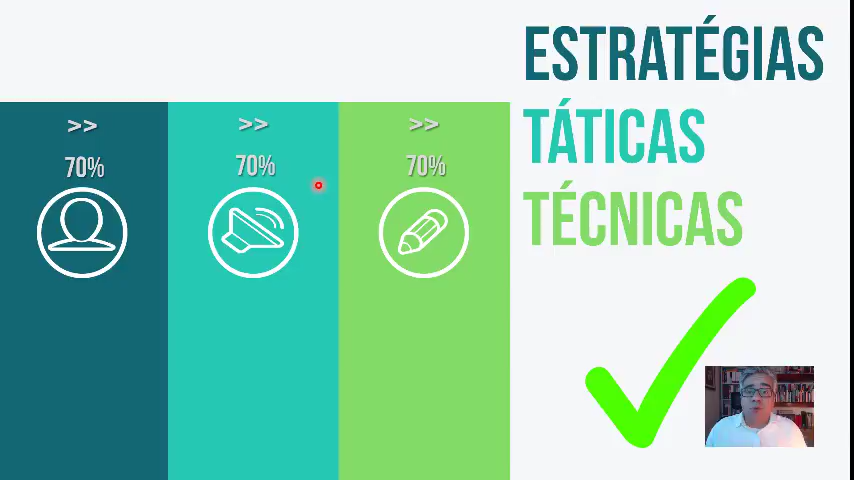 ESTRATÉGIAS
TÁTICAS
TÉCNICAS
>> >> >>
70% 70% 70%